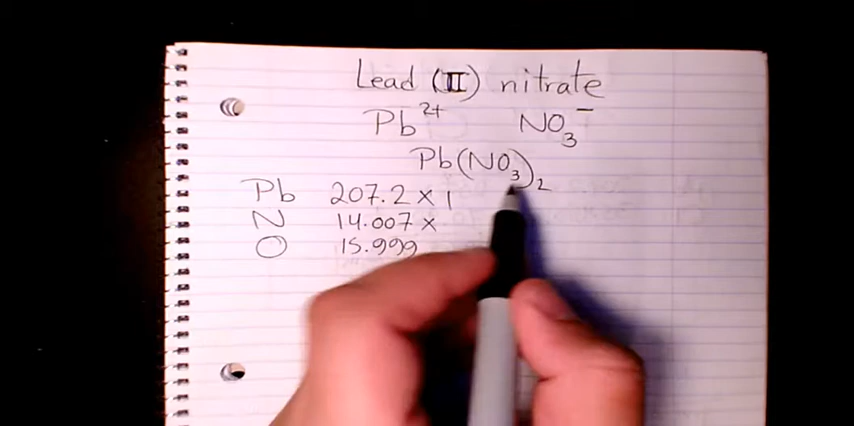 Lead (II) nitrate
Pb²⁺ NO₃⁻
Pb(NO₃)₂
Pb 207.2 × 1
N 14.007 ×
O 15.999